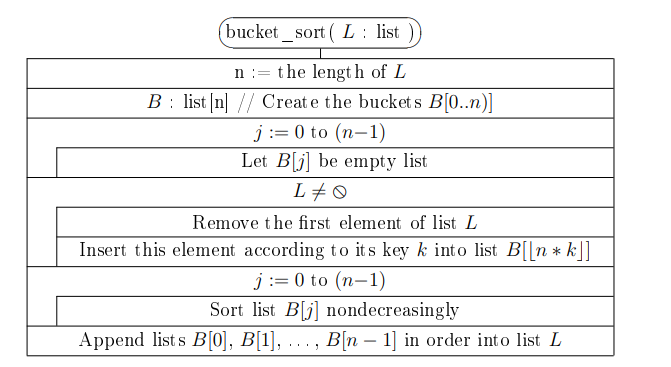 bucket_sort( L : list )
n := the length of L
B : list[n] // Create the buckets B[0..n)]
j := 0 to (n−1)
Let B[j] be empty list
L ≠ ⦸
Remove the first element of list L
Insert this element according to its key k into list B[⌊n ∗ k⌋]
j := 0 to (n−1)
Sort list B[j] nondecreasingly
Append lists B[0], B[1], . . . , B[n − 1] in order into list L